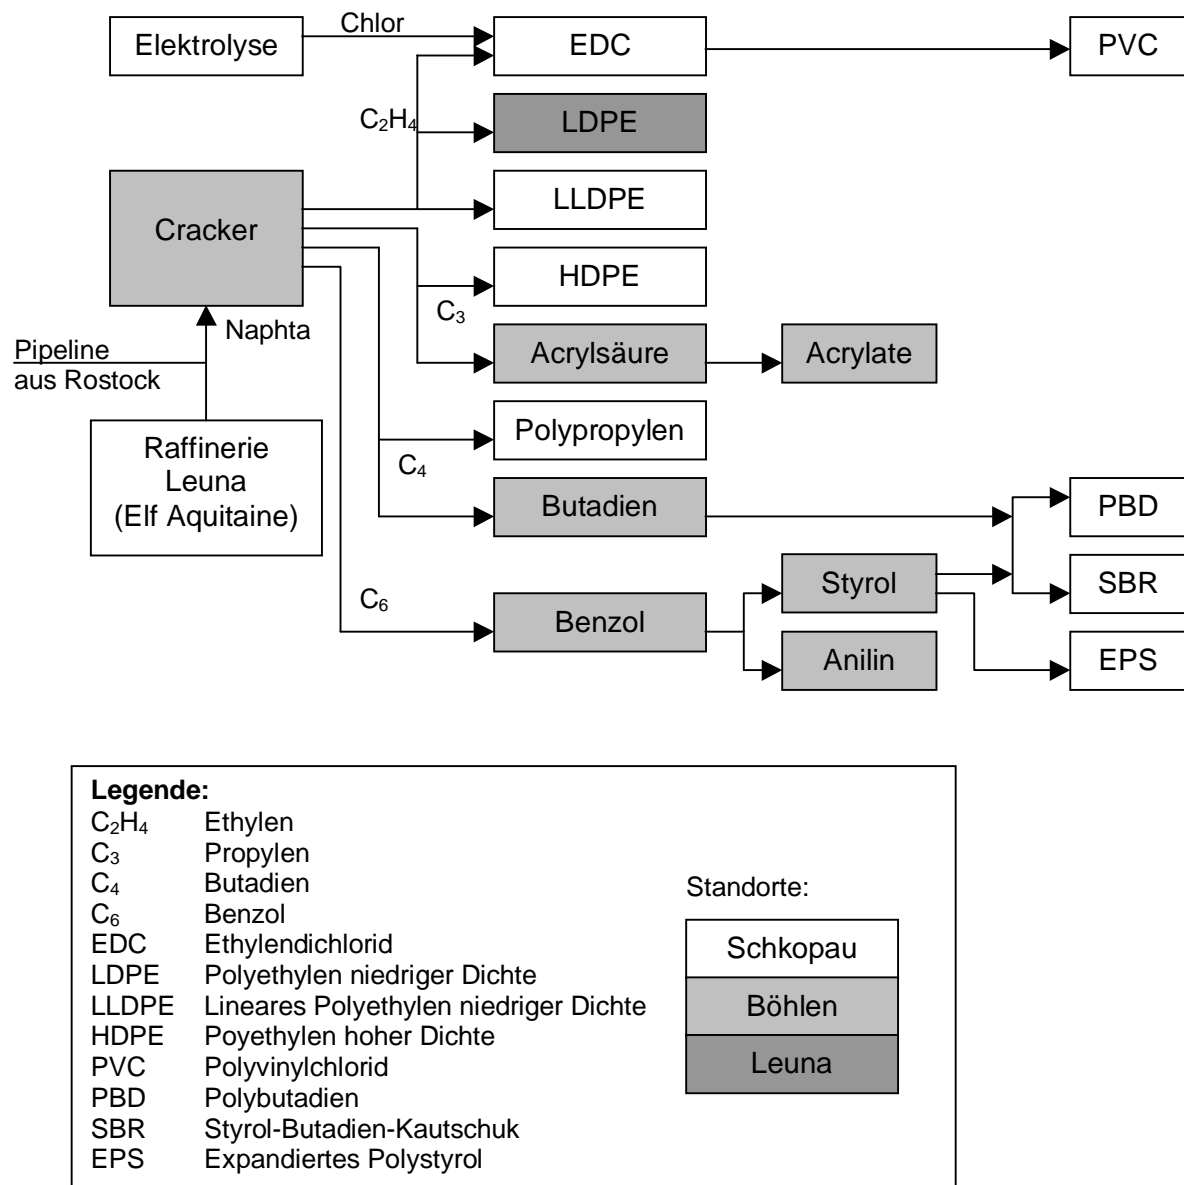 Chlor
Elektrolyse
EDC
PVC
C₂H₄
LDPE
Cracker
LLDPE
HDPE
C₃
Naphta
Pipeline
aus Rostock
Acrylsäure
Acrylate
Raffinerie
Leuna
(Elf Aquitaine)
Polypropylen
C₄
Butadien
PBD
Styrol
SBR
C₆
Benzol
Anilin
EPS
Legende:
C₂H₄ Ethylen
C₃ Propylen
C₄ Butadien
C₆ Benzol
EDC Ethylendichlorid
LDPE Polyethylen niedriger Dichte
LLDPE Lineares Polyethylen niedriger Dichte
HDPE Poyethylen hoher Dichte
PVC Polyvinylchlorid
PBD Polybutadien
SBR Styrol-Butadien-Kautschuk
EPS Expandiertes Polystyrol
Standorte:
Schkopau
Böhlen
Leuna